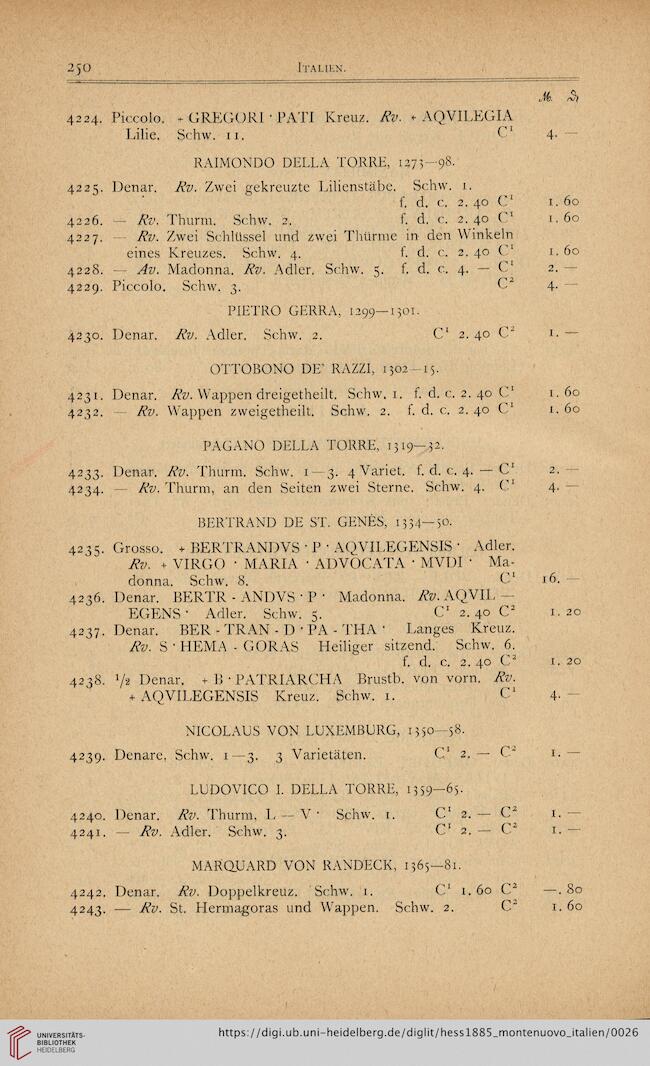 250 Italien.
M. ₰
4224. Piccolo. + GREGORI · PATI Kreuz. Rv. + AQVILEGIA
Lilie. Schw. 11. C¹ 4. —
RAIMONDO DELLA TORRE, 1273—98.
4225. Denar. Rv. Zwei gekreuzte Lilienstäbe. Schw. 1.
f. d. c. 2. 40 C¹ 1. 60
4226. — Rv. Thurm. Schw. 2. f. d. c. 2. 40 C¹ 1. 60
4227. — Rv. Zwei Schlüssel und zwei Thürme in den Winkeln
eines Kreuzes. Schw. 4. f. d. c. 2. 40 C¹ 1. 60
4228. — Av. Madonna. Rv. Adler. Schw. 5. f. d. c. 4. — C¹ 2. —
4229. Piccolo. Schw. 3. C² 4. —
PIETRO GERRA, 1299—1301.
4230. Denar. Rv. Adler. Schw. 2. C¹ 2. 40 C² 1. —
OTTOBONO DE' RAZZI, 1302—15.
4231. Denar. Rv. Wappen dreigetheilt. Schw. 1. f. d. c. 2. 40 C¹ 1. 60
4232. — Rv. Wappen zweigetheilt. Schw. 2. f. d. c. 2. 40 C¹ 1. 60
PAGANO DELLA TORRE, 1319—32.
4233. Denar. Rv. Thurm. Schw. 1—3. 4 Variet. f. d. c. 4. — C¹ 2. —
4234. — Rv. Thurm, an den Seiten zwei Sterne. Schw. 4. C¹ 4. —
BERTRAND DE ST. GENÈS, 1334—50.
4235. Grosso. + BERTRANDVS · P · AQVILEGENSIS · Adler.
Rv. + VIRGO · MARIA · ADVOCATA · MVDI · Ma-
donna. Schw. 8. C¹ 16. —
4236. Denar. BERTR - ANDVS · P · Madonna. Rv. AQVIL —
EGENS · Adler. Schw. 5. C¹ 2. 40 C² 1. 20
4237. Denar. BER - TRAN - D · PA - THA · Langes Kreuz.
Rv. S · HEMA - GORAS Heiliger sitzend. Schw. 6.
f. d. c. 2. 40 C² 1. 20
4238. ½ Denar. + B · PATRIARCHA Brustb. von vorn. Rv.
+ AQVILEGENSIS Kreuz. Schw. 1. C¹ 4. —
NICOLAUS VON LUXEMBURG, 1350—58.
4239. Denare, Schw. 1—3. 3 Varietäten. C¹ 2. — C² 1. —
LUDOVICO I. DELLA TORRE, 1359—65.
4240. Denar. Rv. Thurm, L — V · Schw. 1. C¹ 2. — C² 1. —
4241. — Rv. Adler. Schw. 3. C¹ 2. — C² 1. —
MARQUARD VON RANDECK, 1365—81.
4242. Denar. Rv. Doppelkreuz. Schw. 1. C¹ 1. 60 C² —. 80
4243. — Rv. St. Hermagoras und Wappen. Schw. 2. C² 1. 60
UNIVERSITÄTS-
BIBLIOTHEK
HEIDELBERG
https://digi.ub.uni-heidelberg.de/diglit/hess1885_montenuovo_italien/0026